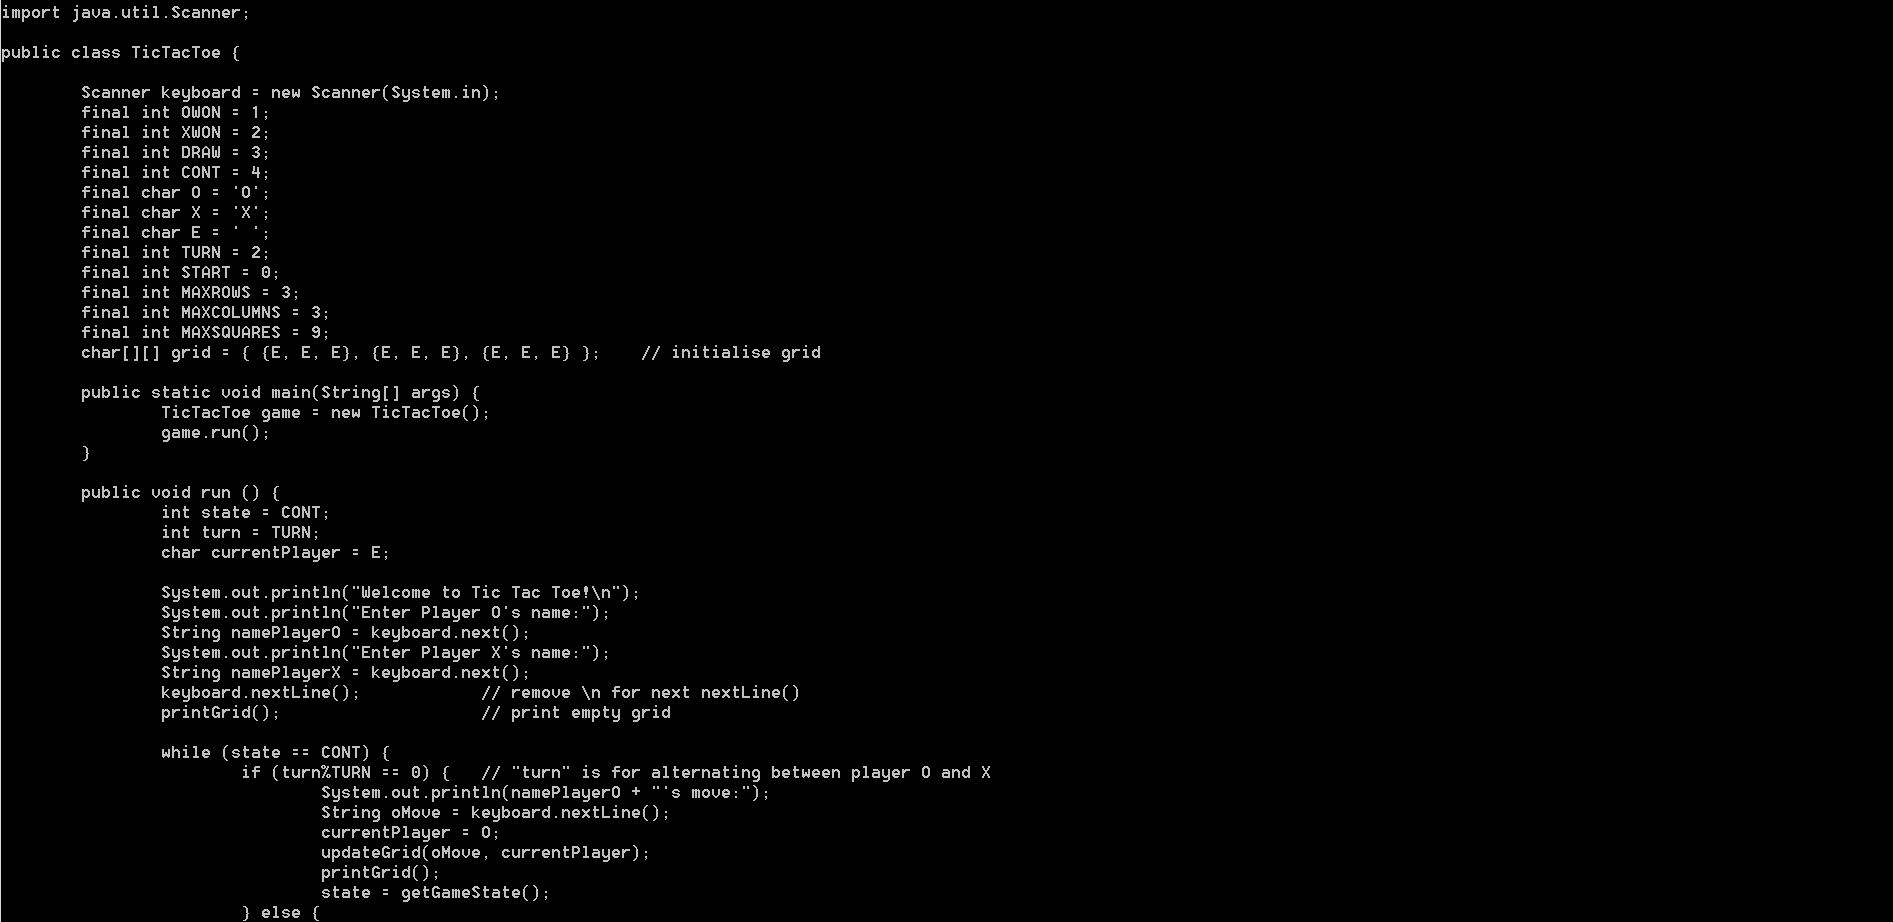 import java.util.Scanner;

public class TicTacToe {

        Scanner keyboard = new Scanner(System.in);
        final int OWON = 1;
        final int XWON = 2;
        final int DRAW = 3;
        final int CONT = 4;
        final char O = 'O';
        final char X = 'X';
        final char E = ' ';
        final int TURN = 2;
        final int START = 0;
        final int MAXROWS = 3;
        final int MAXCOLUMNS = 3;
        final int MAXSQUARES = 9;
        char[][] grid = { {E, E, E}, {E, E, E}, {E, E, E} };    // initialise grid

        public static void main(String[] args) {
                TicTacToe game = new TicTacToe();
                game.run();
        }

        public void run () {
                int state = CONT;
                int turn = TURN;
                char currentPlayer = E;

                System.out.println("Welcome to Tic Tac Toe!\n");
                System.out.println("Enter Player O's name:");
                String namePlayerO = keyboard.next();
                System.out.println("Enter Player X's name:");
                String namePlayerX = keyboard.next();
                keyboard.nextLine();            // remove \n for next nextLine()
                printGrid();                    // print empty grid

                while (state == CONT) {
                        if (turn%TURN == 0) {   // "turn" is for alternating between player O and X
                                System.out.println(namePlayerO + "'s move:");
                                String oMove = keyboard.nextLine();
                                currentPlayer = O;
                                updateGrid(oMove, currentPlayer);
                                printGrid();
                                state = getGameState();
                        } else {